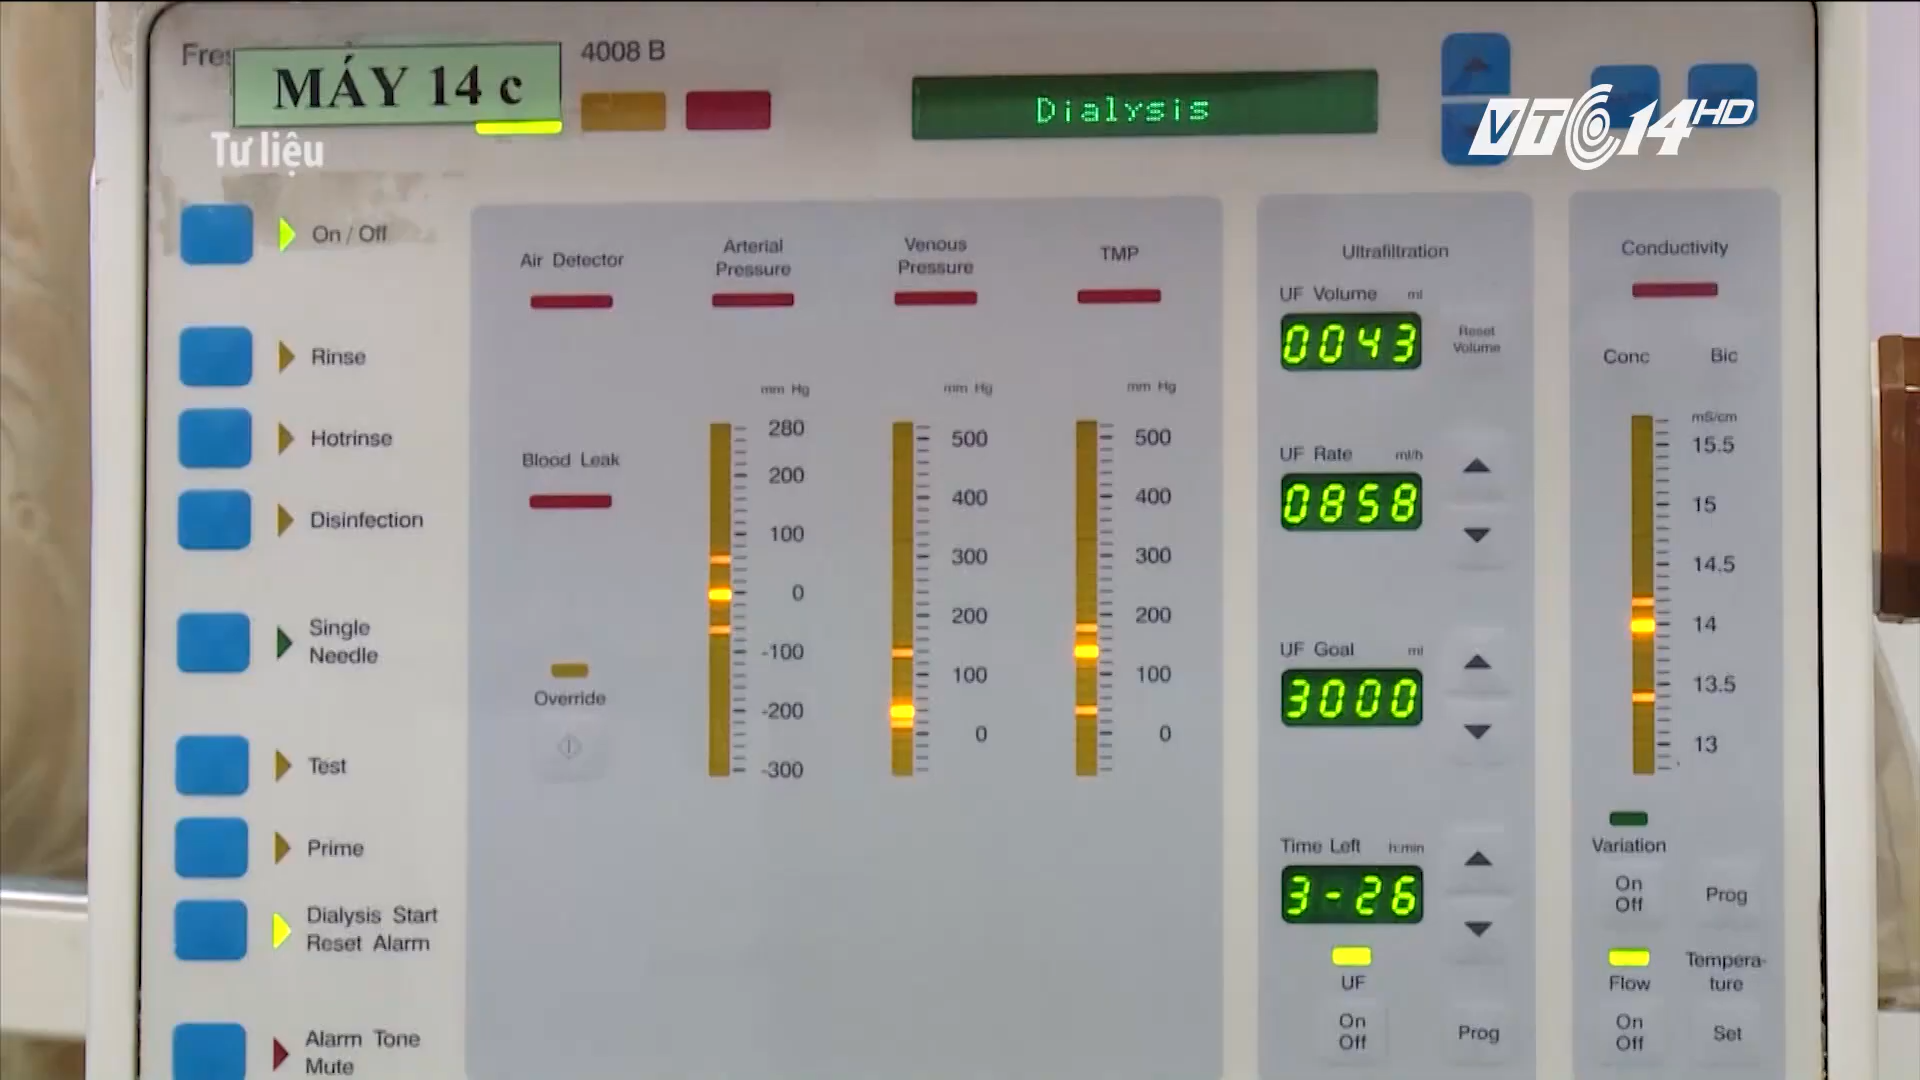 Fres
4008 B
MÁY 14 c
Tư liệu
Dialysis
VTC14 HD
On / Off
Rinse
Hotrinse
Disinfection
Single
Needle
Test
Prime
Dialysis Start
Reset Alarm
Alarm Tone
Mute
Air Detector
Blood Leak
Override
Arterial
Pressure
mm Hg
280
200
100
0
-100
-200
-300
Venous
Pressure
mm Hg
500
400
300
200
100
0
TMP
mm Hg
500
400
300
200
100
0
Ultrafiltration
UF Volume ml
0043
Reset
Volume
UF Rate ml/h
0858
UF Goal ml
3000
Time Left h:min
3-26
UF
On
Off
Prog
Conductivity
Conc Bic
mS/cm
15.5
15
14.5
14
13.5
13
Variation
On
Off
Prog
Flow
On
Off
Tempera-
ture
Set